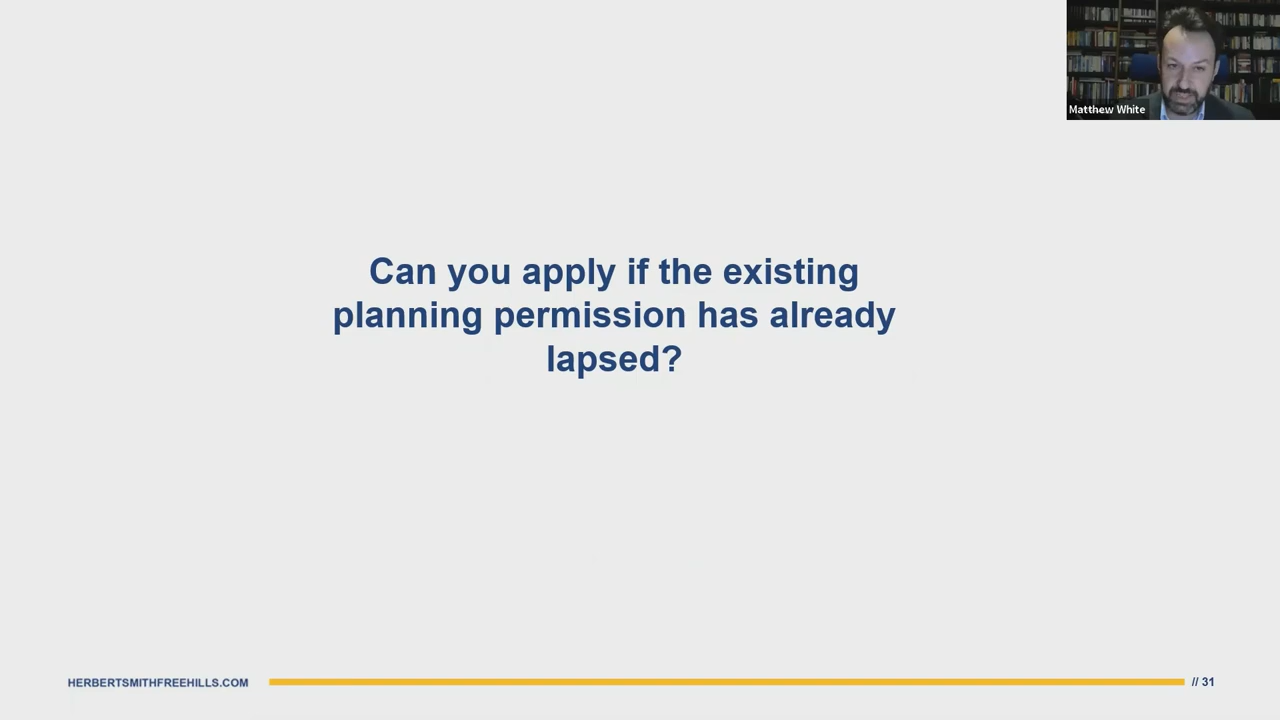 Matthew White
Can you apply if the existing
planning permission has already
lapsed?
HERBERTSMITHFREEHILLS.COM
// 31